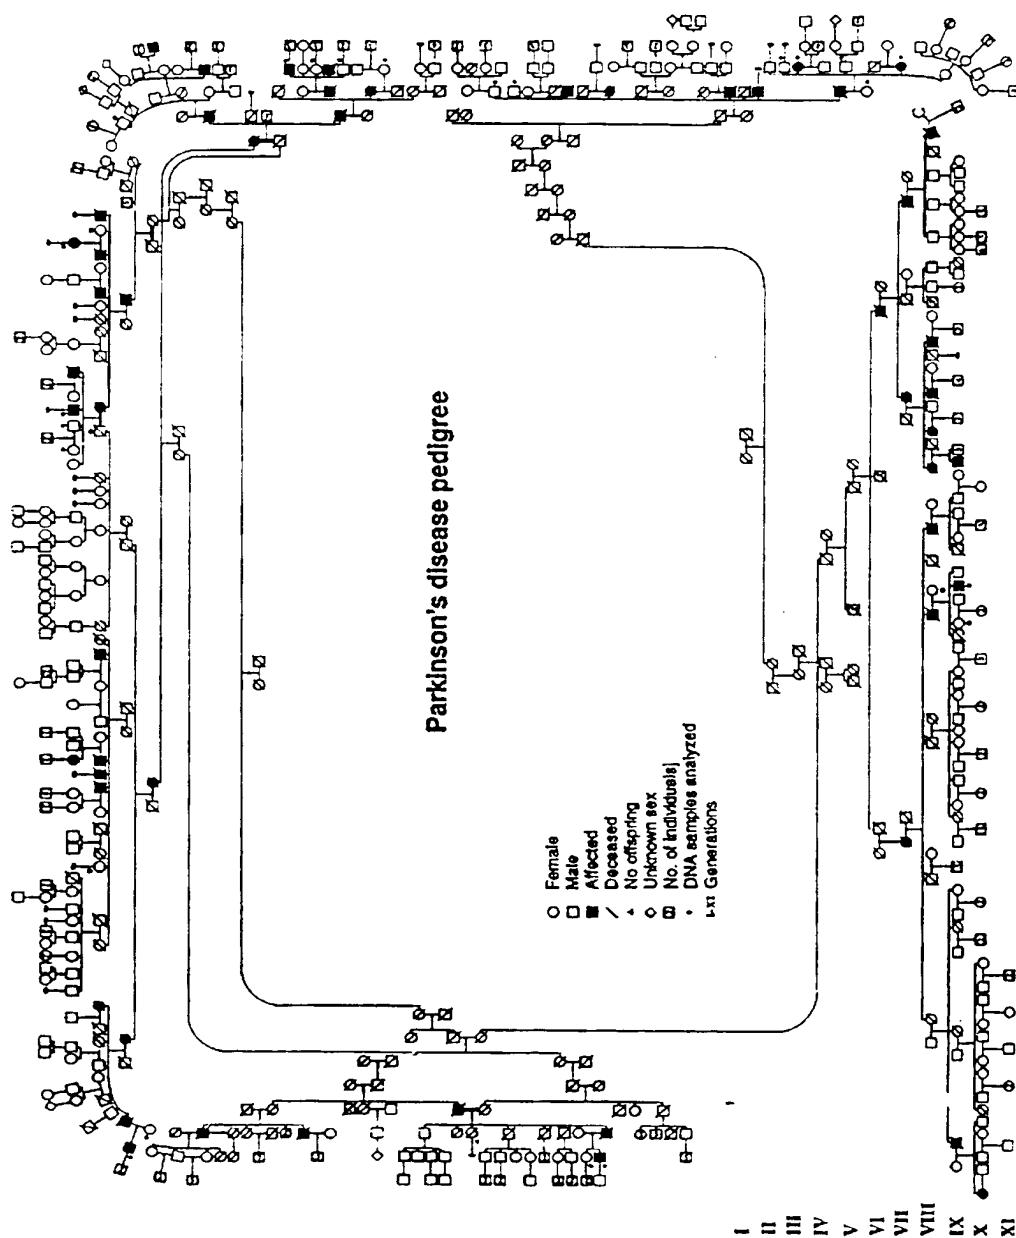 Parkinson's disease pedigree
Female
Male
Affected
Deceased
No offspring
Unknown sex
No. of individuals]
DNA samples analyzed
I-XI Generations
I
II
III
IV
V
VI
VII
VIII
IX
X
XI